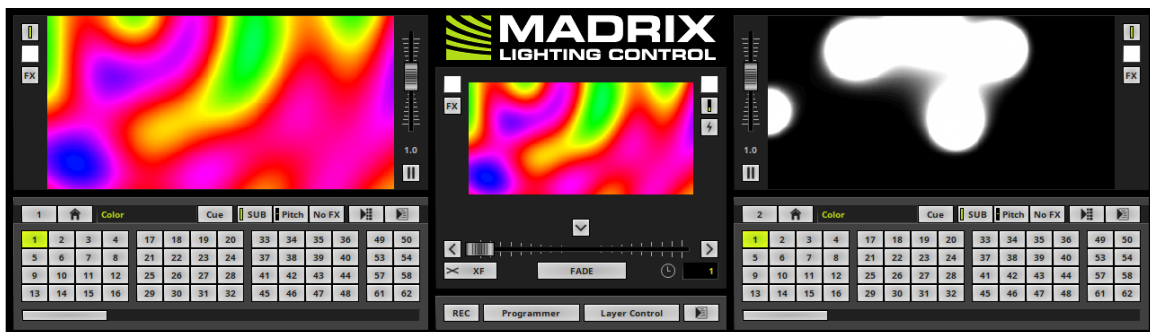 MADRIX
LIGHTING CONTROL
FX
1.0
FX
1.0
FX
1 Color Cue SUB Pitch No FX
1 2 3 4 17 18 19 20 33 34 35 36 49 50
5 6 7 8 21 22 23 24 37 38 39 40 53 54
9 10 11 12 25 26 27 28 41 42 43 44 57 58
13 14 15 16 29 30 31 32 45 46 47 48 61 62
XF FADE 1
REC Programmer Layer Control
2 Color Cue SUB Pitch No FX
1 2 3 4 17 18 19 20 33 34 35 36 49 50
5 6 7 8 21 22 23 24 37 38 39 40 53 54
9 10 11 12 25 26 27 28 41 42 43 44 57 58
13 14 15 16 29 30 31 32 45 46 47 48 61 62